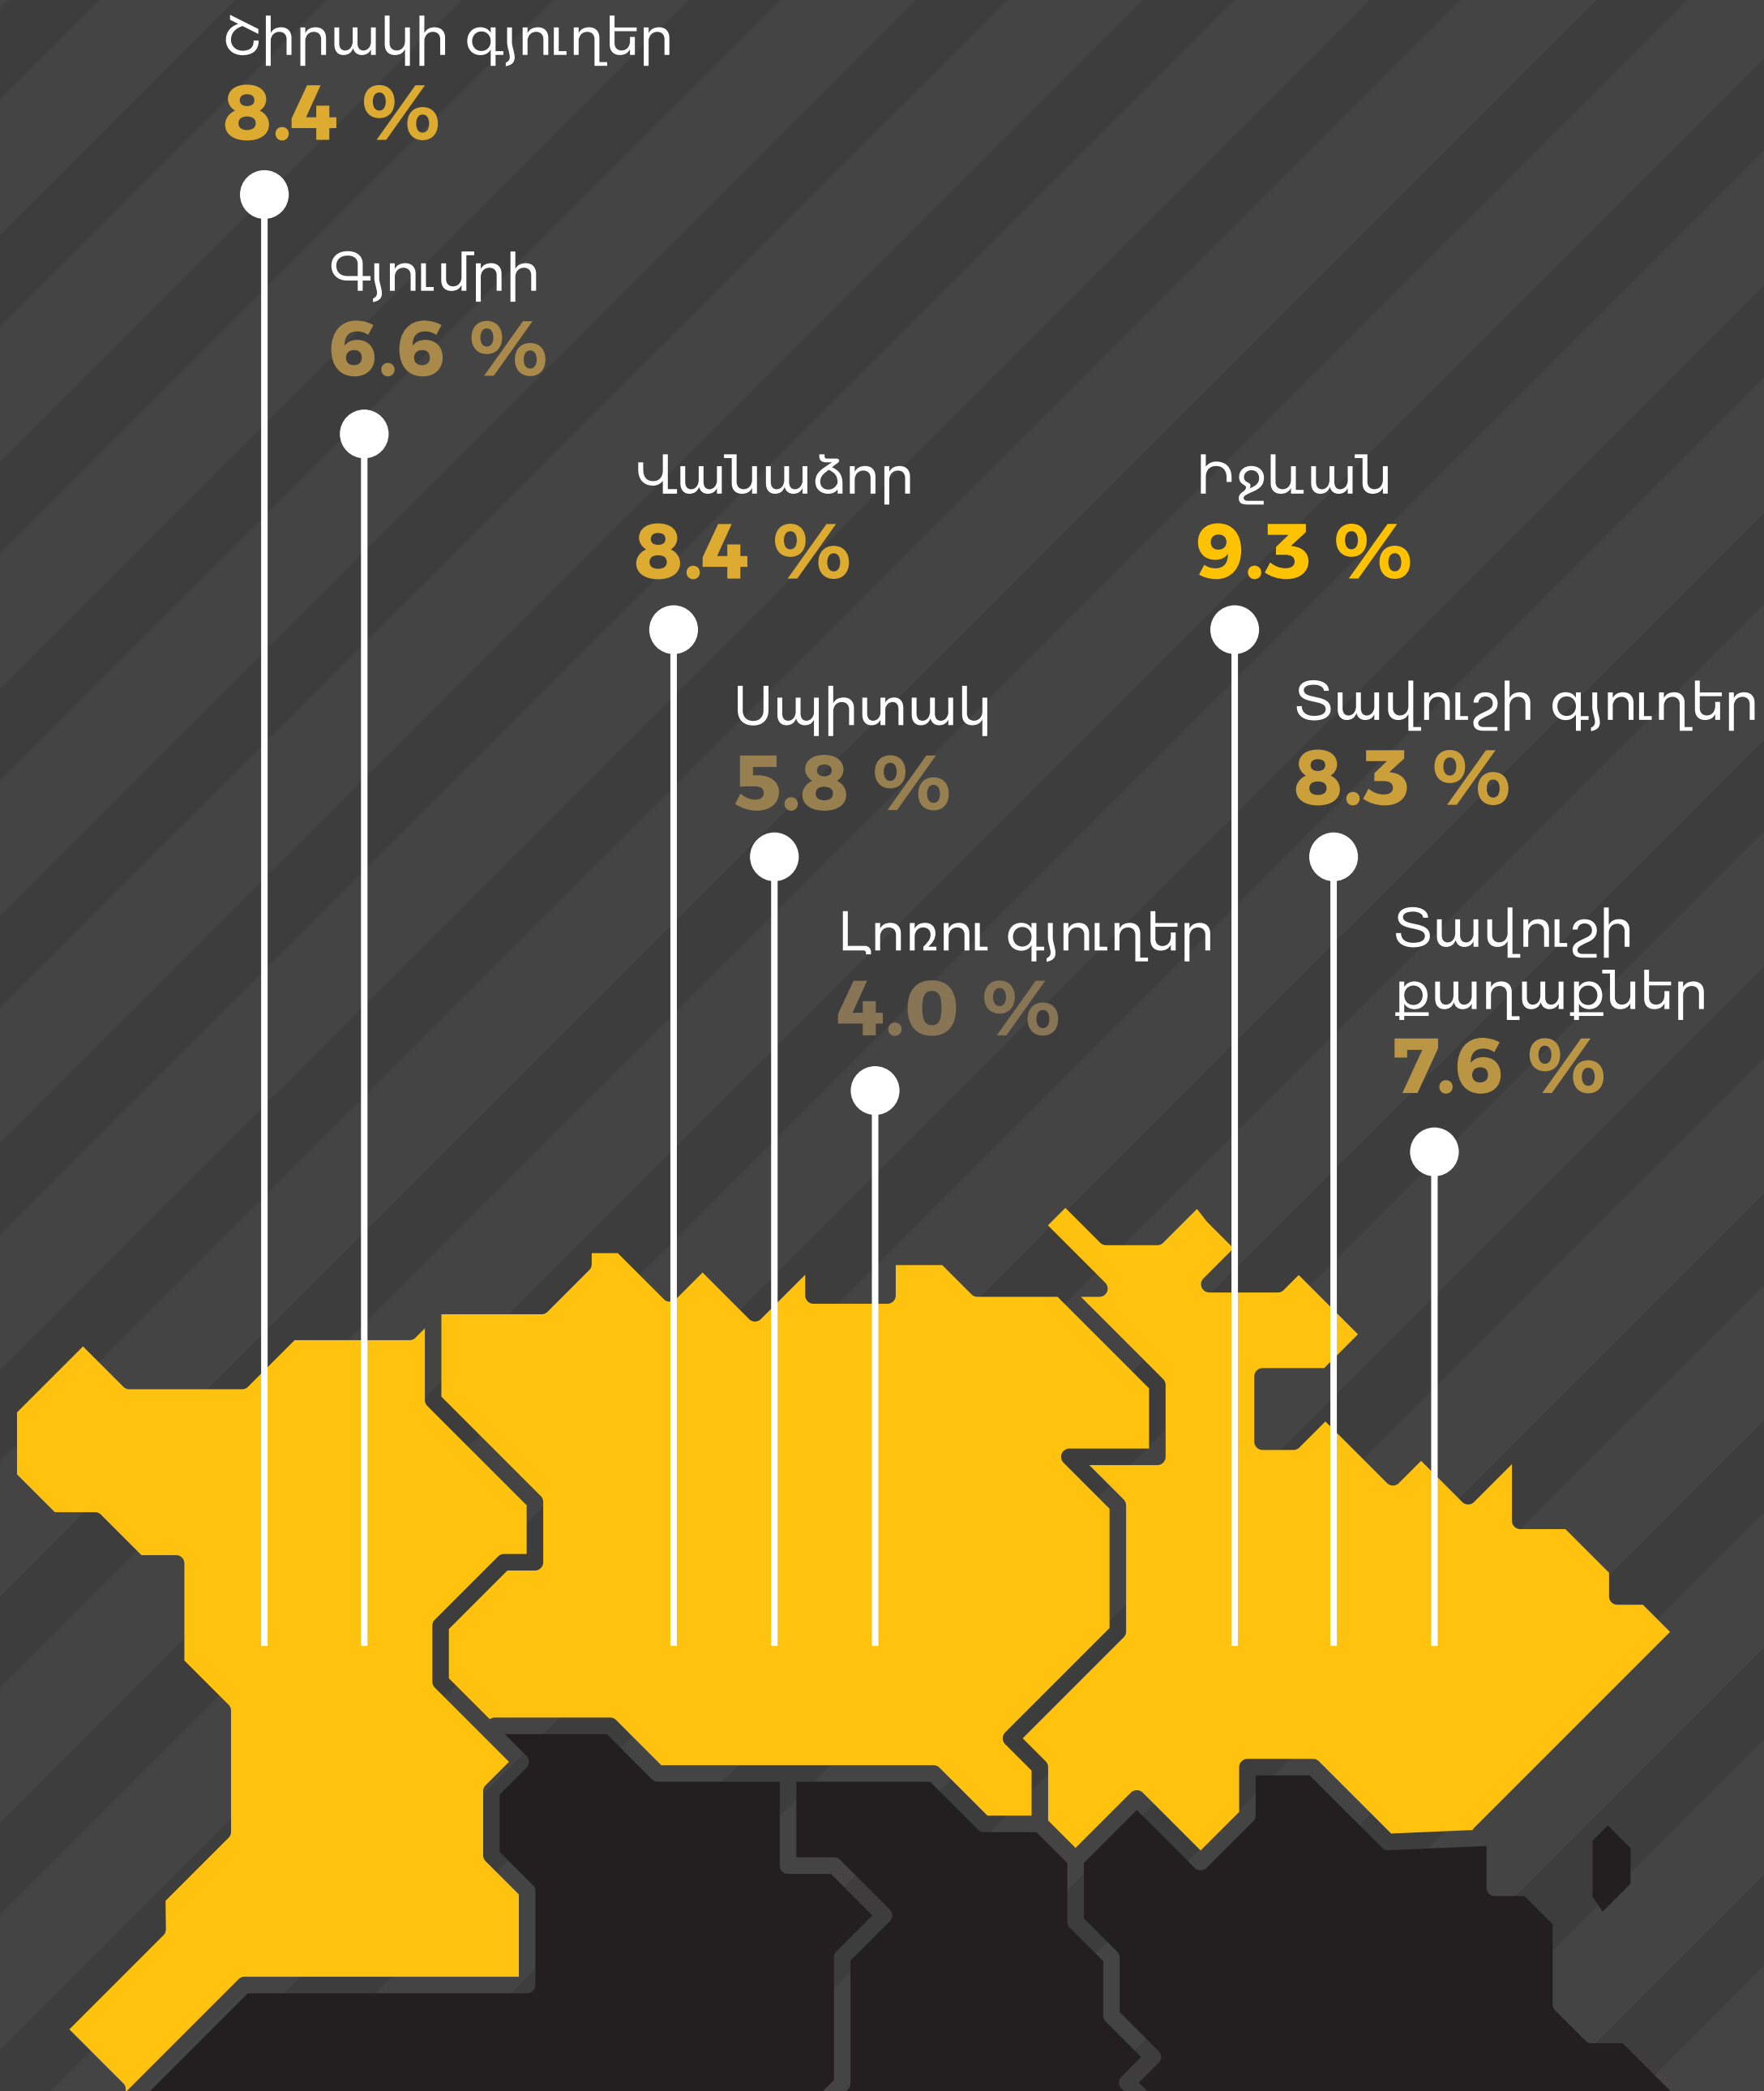 Շիրակի գյուղեր
8.4 %
Գյումրի
6.6 %
Վանաձոր
8.4 %
Իջևան
9.3 %
Սպիտակ
5.8 %
Տավուշի գյուղեր
8.3 %
Լոռու գյուղեր
4.0 %
Տավուշի
քաղաքներ
7.6 %